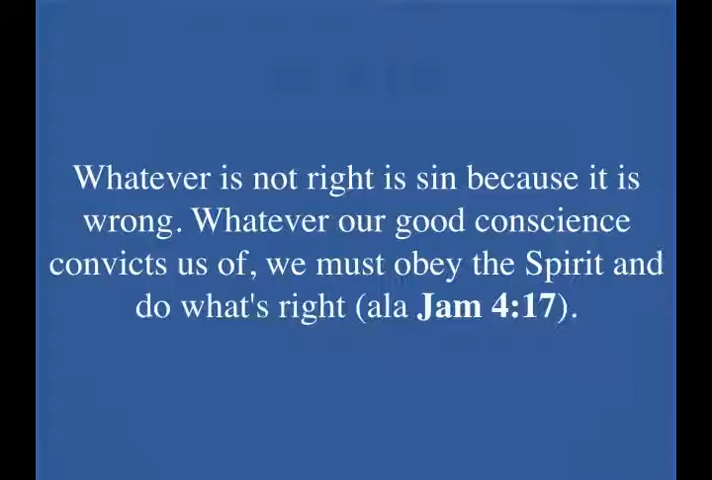 Whatever is not right is sin because it is
wrong. Whatever our good conscience
convicts us of, we must obey the Spirit and
do what's right (ala Jam 4:17).